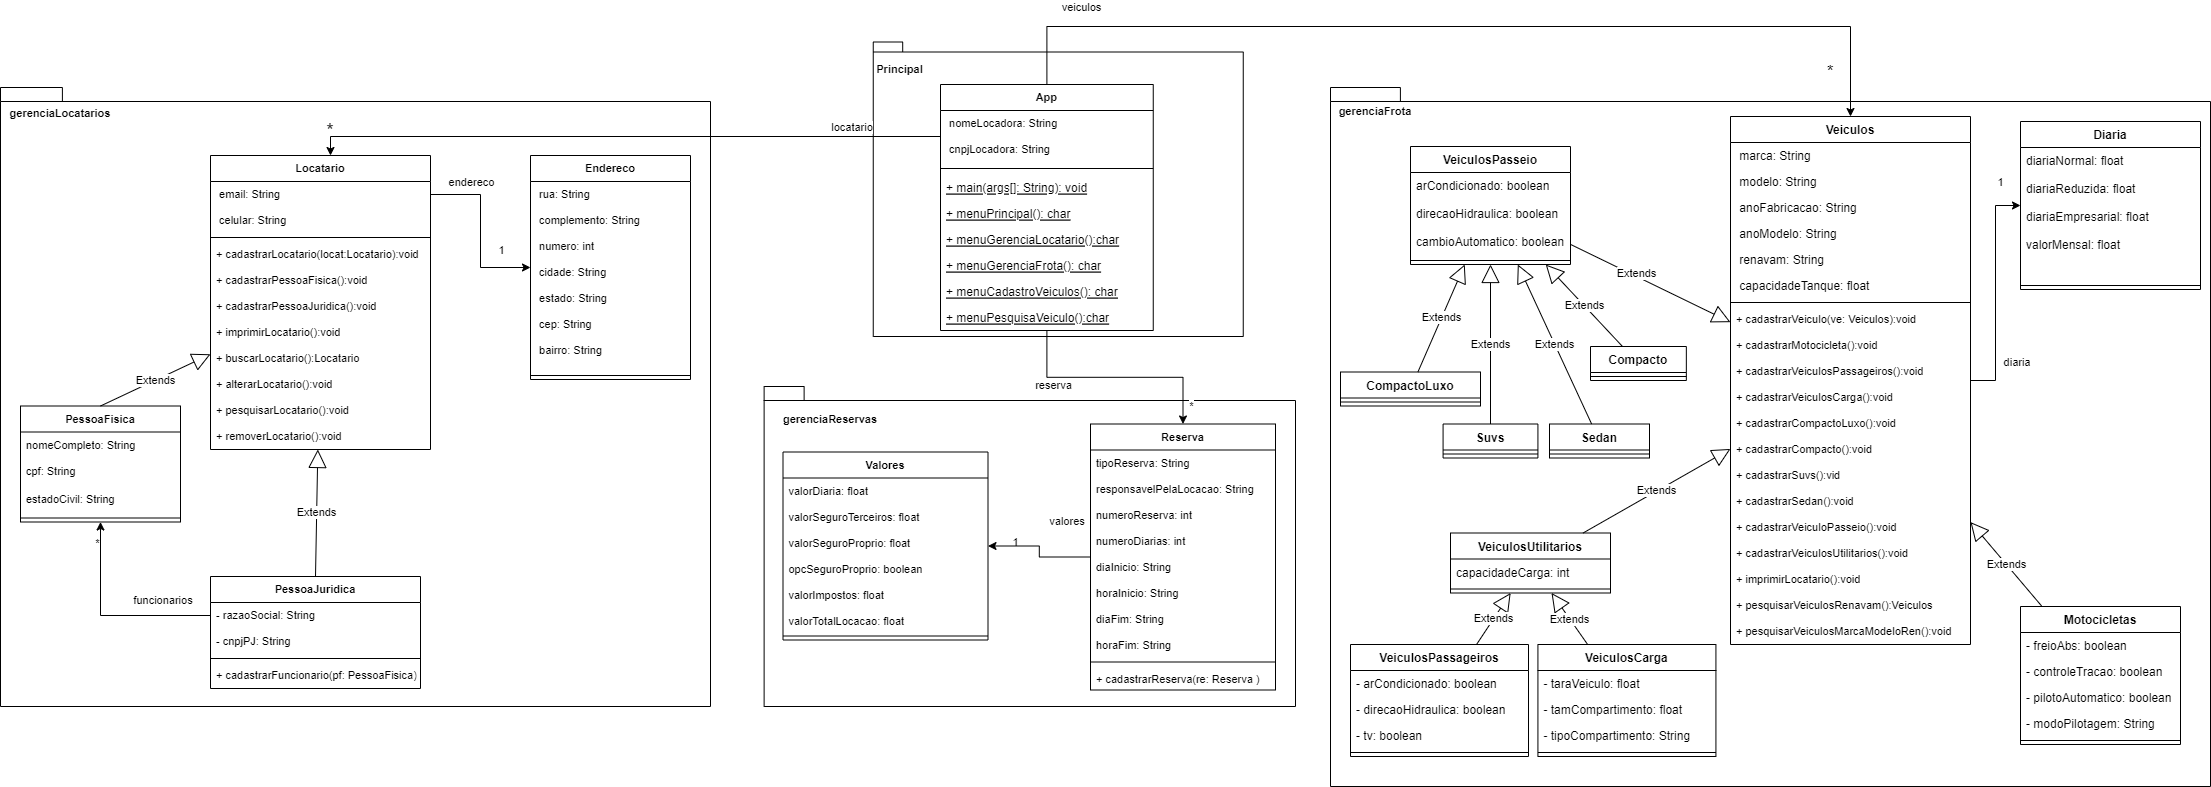 veiculos
*
Principal
App
nomeLocadora: String
cnpjLocadora: String
+ main(args[]: String): void
+ menuPrincipal(): char
+ menuGerenciaLocatario():char
+ menuGerenciaFrota(): char
+ menuCadastroVeiculos(): char
+ menuPesquisaVeiculo():char
locatario
*
reserva
*
gerenciaLocatarios
Locatario
email: String
celular: String
+ cadastrarLocatario(locat:Locatario):void
+ cadastrarPessoaFisica():void
+ cadastrarPessoaJuridica():void
+ imprimirLocatario():void
+ buscarLocatario():Locatario
+ alterarLocatario():void
+ pesquisarLocatario():void
+ removerLocatario():void
endereco
1
Endereco
rua: String
complemento: String
numero: int
cidade: String
estado: String
cep: String
bairro: String
Extends
PessoaFisica
nomeCompleto: String
cpf: String
estadoCivil: String
*
Extends
funcionarios
PessoaJuridica
- razaoSocial: String
- cnpjPJ: String
+ cadastrarFuncionario(pf: PessoaFisica)
gerenciaReservas
Valores
valorDiaria: float
valorSeguroTerceiros: float
valorSeguroProprio: float
opcSeguroProprio: boolean
valorImpostos: float
valorTotalLocacao: float
valores
1
Reserva
tipoReserva: String
responsavelPelaLocacao: String
numeroReserva: int
numeroDiarias: int
diaInicio: String
horaInicio: String
diaFim: String
horaFim: String
+ cadastrarReserva(re: Reserva )
gerenciaFrota
VeiculosPasseio
arCondicionado: boolean
direcaoHidraulica: boolean
cambioAutomatico: boolean
Extends
Extends
Extends
Extends
Extends
CompactoLuxo
Suvs
Sedan
Compacto
Veiculos
marca: String
modelo: String
anoFabricacao: String
anoModelo: String
renavam: String
capacidadeTanque: float
+ cadastrarVeiculo(ve: Veiculos):void
+ cadastrarMotocicleta():void
+ cadastrarVeiculosPassageiros():void
+ cadastrarVeiculosCarga():void
+ cadastrarCompactoLuxo():void
+ cadastrarCompacto():void
+ cadastrarSuvs():vid
+ cadastrarSedan():void
+ cadastrarVeiculoPasseio():void
+ cadastrarVeiculosUtilitarios():void
+ imprimirLocatario():void
+ pesquisarVeiculosRenavam():Veiculos
+ pesquisarVeiculosMarcaModeloRen():void
1
diaria
Diaria
diariaNormal: float
diariaReduzida: float
diariaEmpresarial: float
valorMensal: float
Extends
VeiculosUtilitarios
capacidadeCarga: int
Extends
Extends
VeiculosPassageiros
- arCondicionado: boolean
- direcaoHidraulica: boolean
- tv: boolean
VeiculosCarga
- taraVeiculo: float
- tamCompartimento: float
- tipoCompartimento: String
Extends
Motocicletas
- freioAbs: boolean
- controleTracao: boolean
- pilotoAutomatico: boolean
- modoPilotagem: String